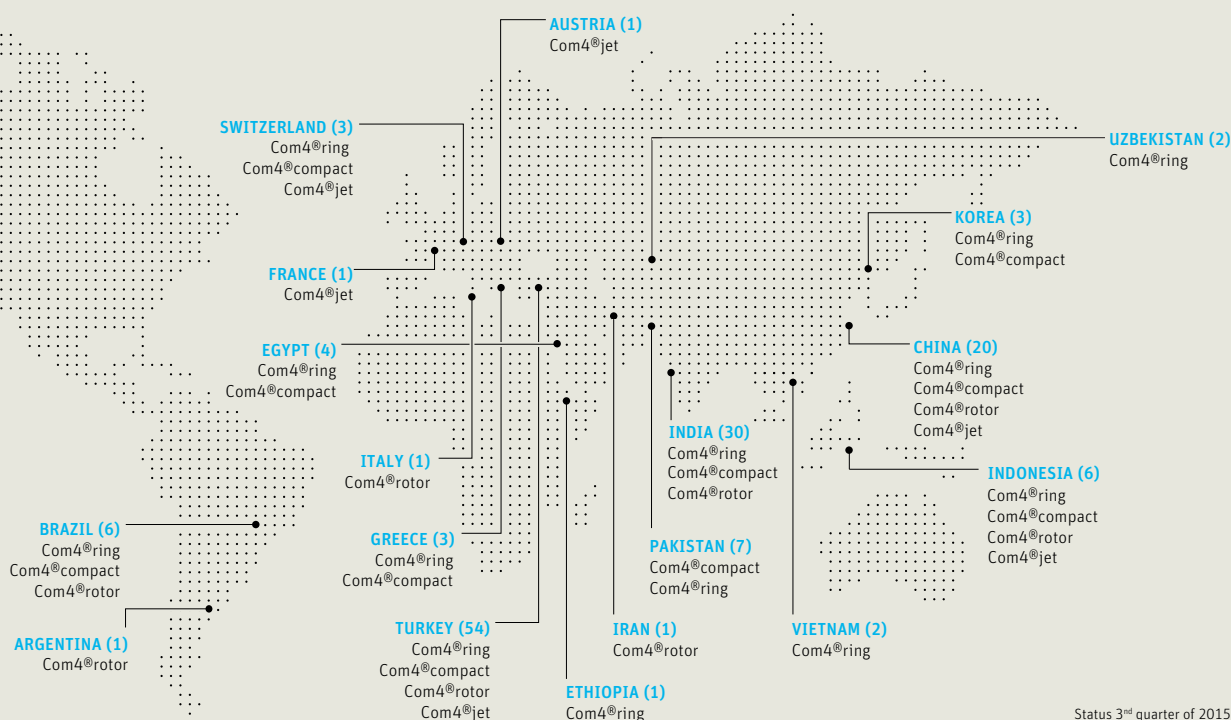 AUSTRIA (1)
Com4®jet
SWITZERLAND (3)
Com4®ring
Com4®compact
Com4®jet
UZBEKISTAN (2)
Com4®ring
KOREA (3)
Com4®ring
Com4®compact
FRANCE (1)
Com4®jet
EGYPT (4)
Com4®ring
Com4®compact
CHINA (20)
Com4®ring
Com4®compact
Com4®rotor
Com4®jet
INDIA (30)
Com4®ring
Com4®compact
Com4®rotor
ITALY (1)
Com4®rotor
INDONESIA (6)
Com4®ring
Com4®compact
Com4®rotor
Com4®jet
BRAZIL (6)
Com4®ring
Com4®compact
Com4®rotor
GREECE (3)
Com4®ring
Com4®compact
PAKISTAN (7)
Com4®compact
Com4®ring
ARGENTINA (1)
Com4®rotor
TURKEY (54)
Com4®ring
Com4®compact
Com4®rotor
Com4®jet
IRAN (1)
Com4®rotor
VIETNAM (2)
Com4®ring
ETHIOPIA (1)
Com4®ring
Status 3nd quarter of 2015